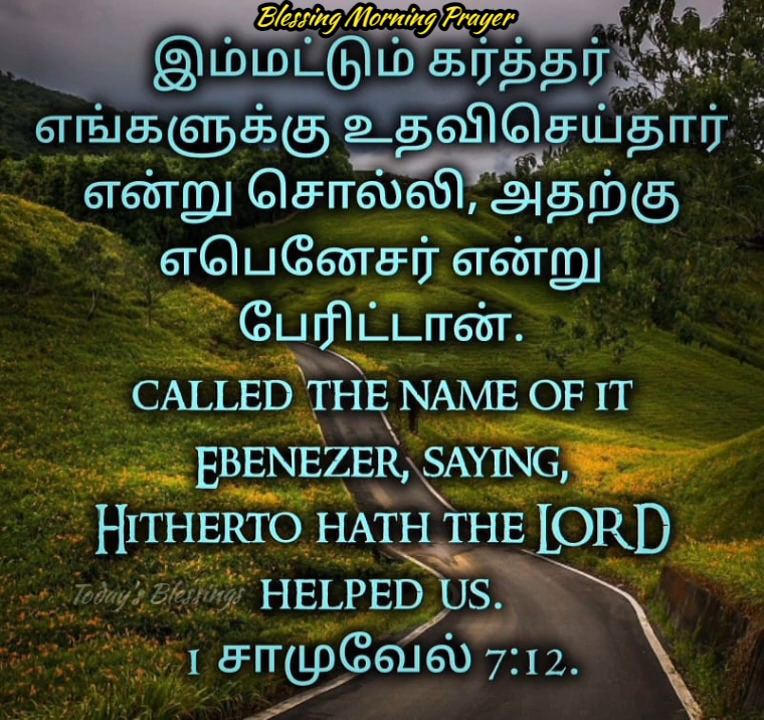 Blessing Morning Prayer
இம்மட்டும் கர்த்தர்
எங்களுக்கு உதவிசெய்தார்
என்று சொல்லி, அதற்கு
எபெனேசர் என்று
பேரிட்டான்.
CALLED THE NAME OF IT
EBENEZER, SAYING,
HITHERTO HATH THE LORD
Today's Blessings HELPED US.
1 சாமுவேல் 7:12.